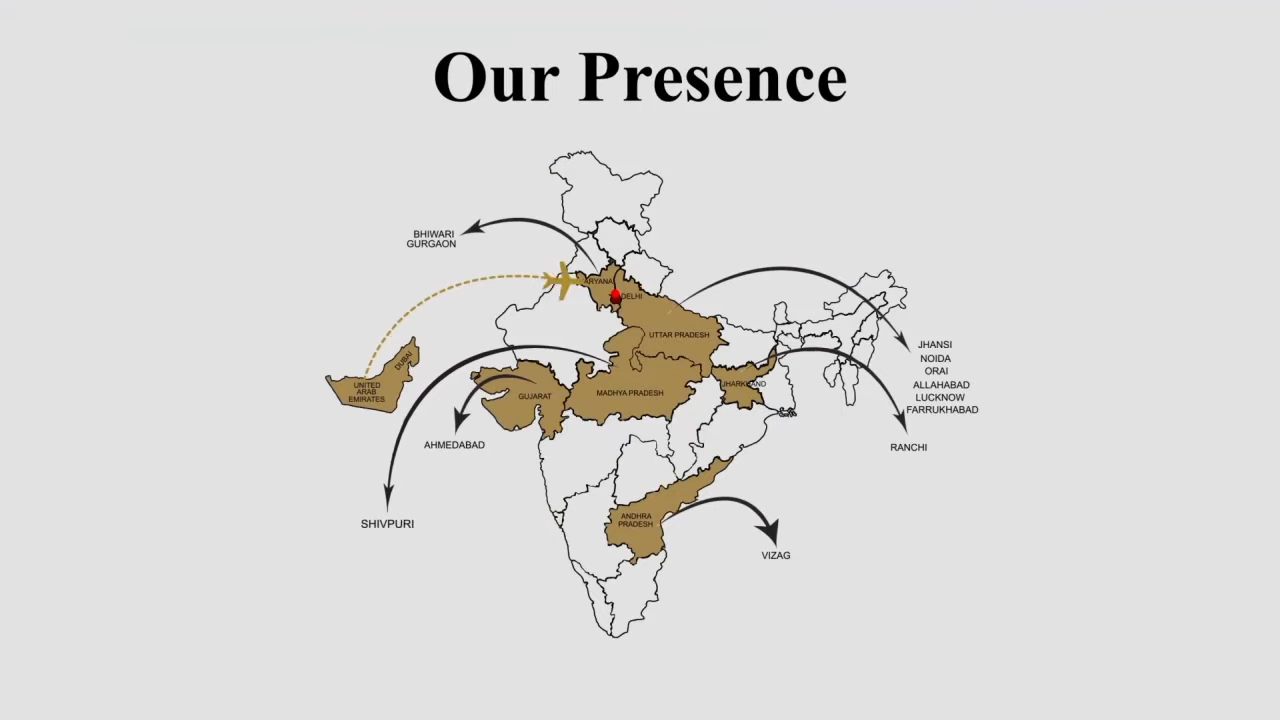 Our Presence
BHIWARI
GURGAON
ARYANA
DELHI
UTTAR PRADESH
JHANSI
NOIDA
ORAI
ALLAHABAD
LUCKNOW
FARRUKHABAD
DUBAI
UNITED
ARAB
EMIRATES
GUJARAT
MADHYA PRADESH
JHARKHAND
AHMEDABAD
RANCHI
SHIVPURI
ANDHRA
PRADESH
VIZAG